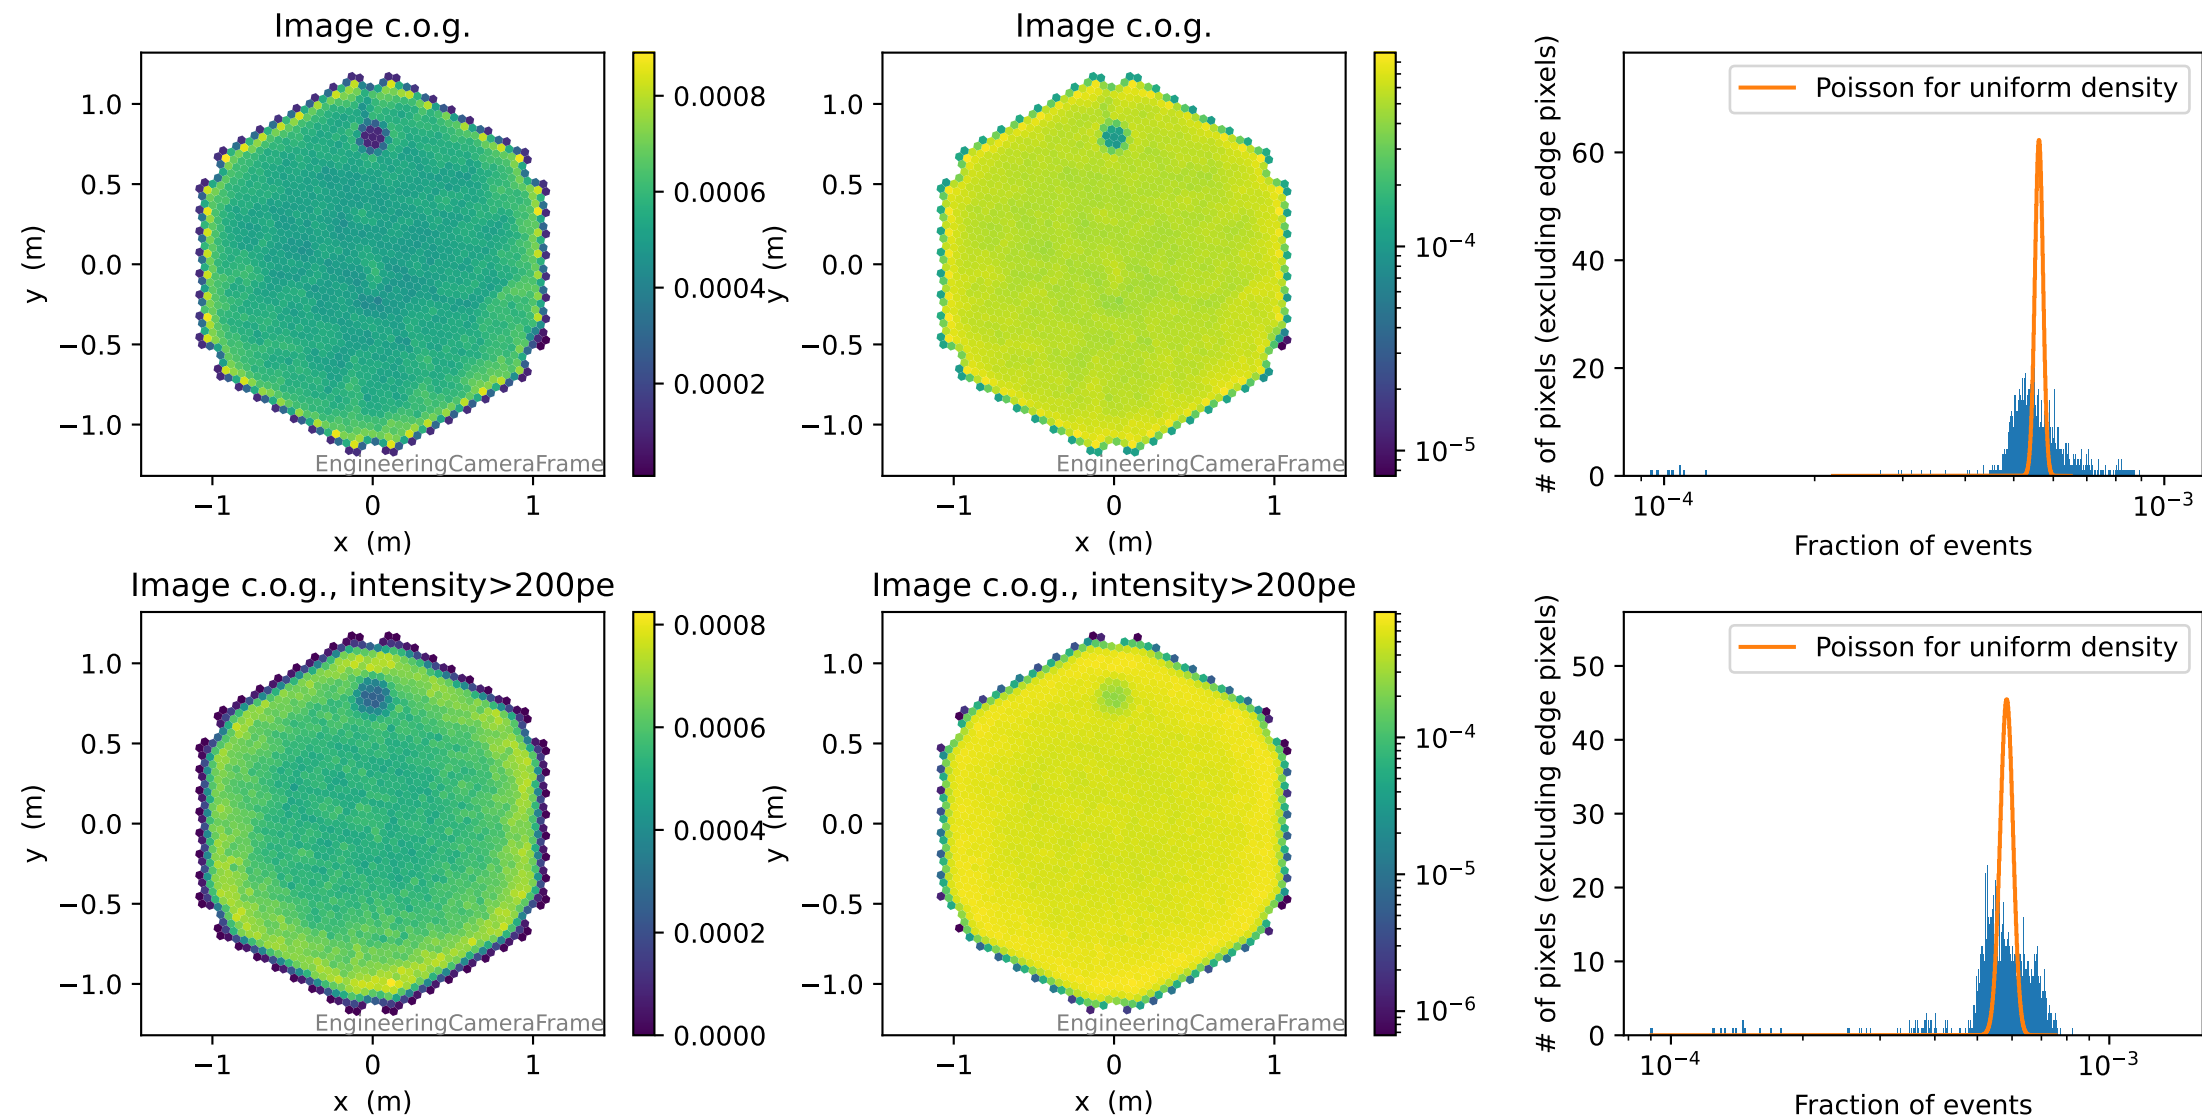 Image c.o.g.
1.0
0.5
0.0
−0.5
−1.0
y (m)
−1
0
1
x (m)
EngineeringCameraFrame
0.0008
0.0006
0.0004
0.0002
Image c.o.g.
1.0
0.5
0.0
−0.5
−1.0
y (m)
−1
0
1
x (m)
EngineeringCameraFrame
10⁻⁴
10⁻⁵
# of pixels (excluding edge pixels)
60
40
20
0
Poisson for uniform density
10⁻⁴
10⁻³
Fraction of events
Image c.o.g., intensity>200pe
1.0
0.5
0.0
−0.5
−1.0
y (m)
−1
0
1
x (m)
EngineeringCameraFrame
0.0008
0.0006
0.0004
0.0002
0.0000
Image c.o.g., intensity>200pe
1.0
0.5
0.0
−0.5
−1.0
y (m)
−1
0
1
x (m)
EngineeringCameraFrame
10⁻⁴
10⁻⁵
10⁻⁶
# of pixels (excluding edge pixels)
50
40
30
20
10
0
Poisson for uniform density
10⁻⁴
10⁻³
Fraction of events